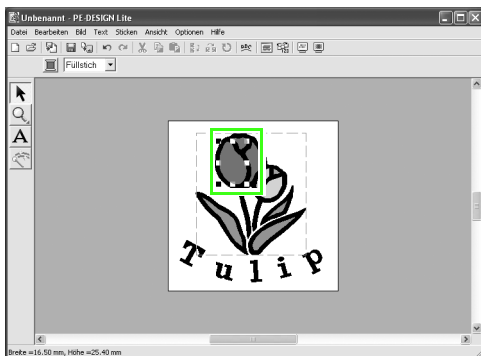 Unbenannt - PE-DESIGN Lite
Datei Bearbeiten Bild Text Sticken Ansicht Optionen Hilfe
Füllstich
A
Tulip
Breite =16.50 mm, Höhe =25.40 mm